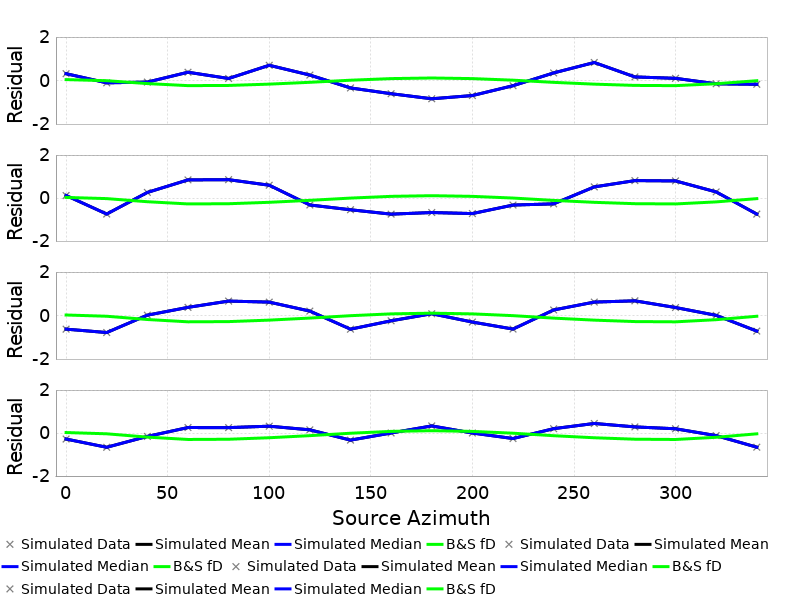 2
Residual
0
-2
2
Residual
0
-2
2
Residual
0
-2
2
Residual
0
-2
0 50 100 150 200 250 300
Source Azimuth
× Simulated Data Simulated Mean Simulated Median B&S fD × Simulated Data Simulated Mean
Simulated Median B&S fD × Simulated Data Simulated Mean Simulated Median B&S fD
× Simulated Data Simulated Mean Simulated Median B&S fD